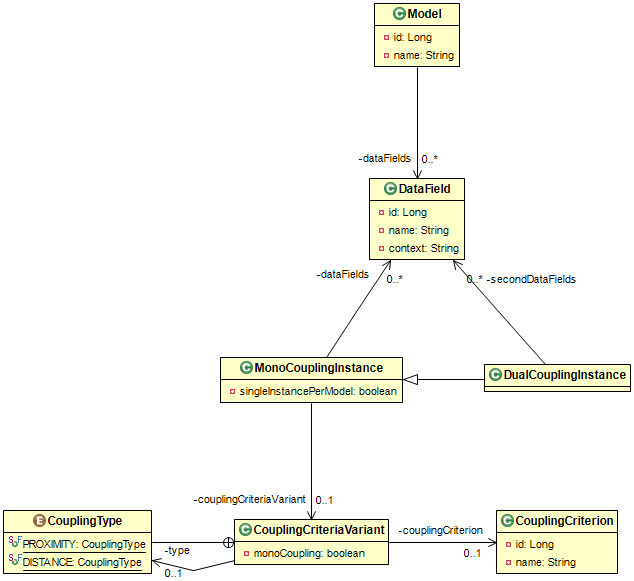 C Model
id: Long
name: String
-dataFields 0..*
C DataField
id: Long
name: String
context: String
-dataFields 0..*
0..* -secondDataFields
C MonoCouplingInstance
singleInstancePerModel: boolean
C DualCouplingInstance
-couplingCriteriaVariant 0..1
E CouplingType
S F PROXIMITY: CouplingType
S F DISTANCE: CouplingType
-type
0..1
C CouplingCriteriaVariant
monoCoupling: boolean
-couplingCriterion
0..1
C CouplingCriterion
id: Long
name: String